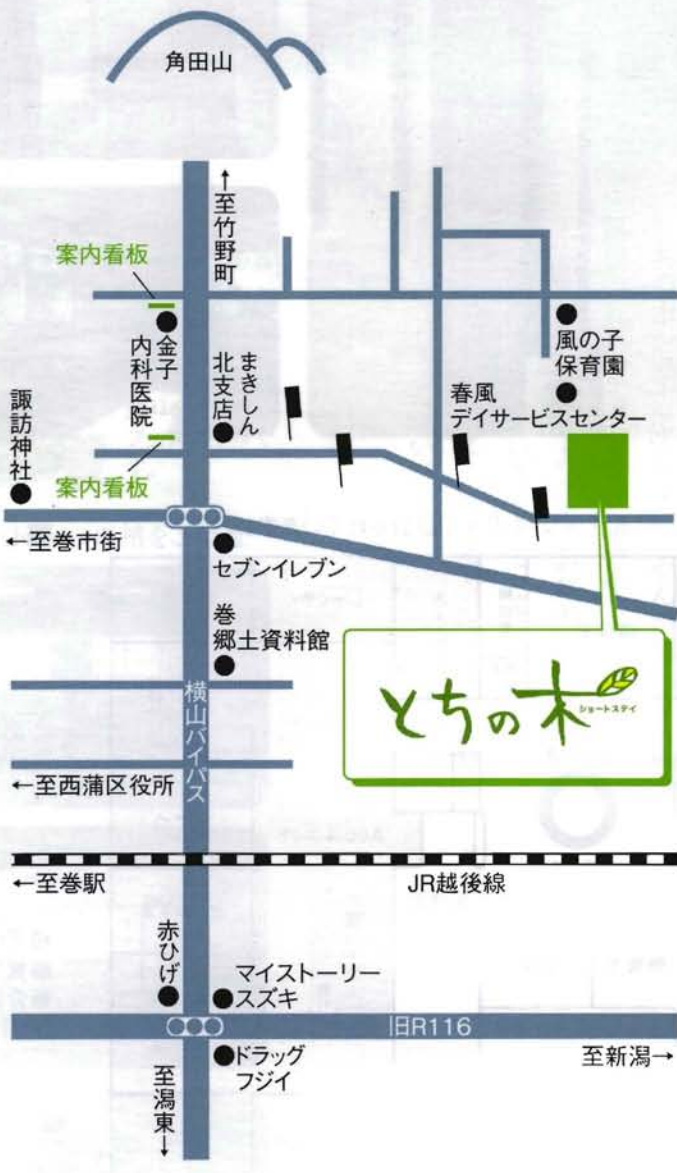 角田山
↑至竹野町
案内看板
金子
内科医院
まきしん
北支店
風の子
保育園
春風
デイサービスセンター
諏訪神社
案内看板
←至巻市街
セブンイレブン
巻
郷土資料館
とちの木
ショートステイ
横山バイパス
←至西蒲区役所
←至巻駅
JR越後線
赤ひげ
マイストーリー
スズキ
旧R116
ドラッグ
フジイ
至新潟→
至潟東↓